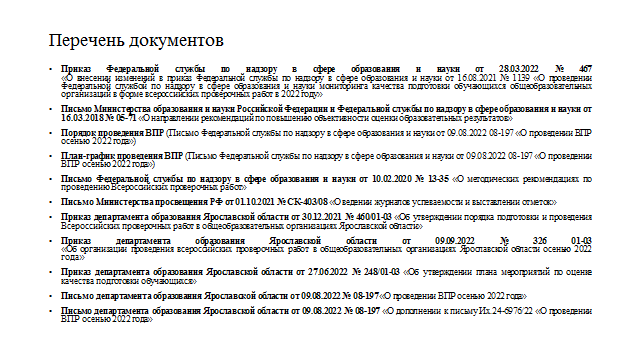 Перечень документов
• Приказ Федеральной службы по надзору в сфере образования и науки от 28.03.2022 № 467
«О внесении изменений в приказ Федеральной службы по надзору в сфере образования и науки от 16.08.2021 № 1139 «О проведении
Федеральной службой по надзору в сфере образования и науки мониторинга качества подготовки обучающихся общеобразовательных
организаций в форме всероссийских проверочных работ в 2022 году»
• Письмо Министерства образования и науки Российской Федерации и Федеральной службы по надзору в сфере образования и науки от
16.03.2018 № 05-71 «О направлении рекомендаций по повышению объективности оценки образовательных результатов»
• Порядок проведения ВПР (Письмо Федеральной службы по надзору в сфере образования и науки от 09.08.2022 08-197 «О проведении ВПР
осенью 2022 года»)
• План-график проведения ВПР (Письмо Федеральной службы по надзору в сфере образования и науки от 09.08.2022 08-197 «О проведении
ВПР осенью 2022 года»)
• Письмо Федеральной службы по надзору в сфере образования и науки от 10.02.2020 № 13-35 «О методических рекомендациях по
проведению Всероссийских проверочных работ»
• Письмо Министерства просвещения РФ от 01.10.2021 № СК-403/08 «О ведении журналов успеваемости и выставлении отметок»
• Приказ департамента образования Ярославской области от 30.12.2021 № 460/01-03 «Об утверждении порядка подготовки и проведения
Всероссийских проверочных работ в общеобразовательных организациях Ярославской области»
• Приказ департамента образования Ярославской области от 09.09.2022 № 326 01-03
«Об организации проведения всероссийских проверочных работ в общеобразовательных организациях Ярославской области осенью 2022
года»
• Приказ департамента образования Ярославской области от 27.06.2022 № 248/01-03 «Об утверждении плана мероприятий по оценке
качества подготовки обучающихся»
• Письмо департамента образования Ярославской области от 09.08.2022 № 08-197 «О проведении ВПР осенью 2022 года»
• Письмо департамента образования Ярославской области от 09.08.2022 № 08-197 «О дополнении к письму Их.24-6976/22 «О проведении
ВПР осенью 2022 года»